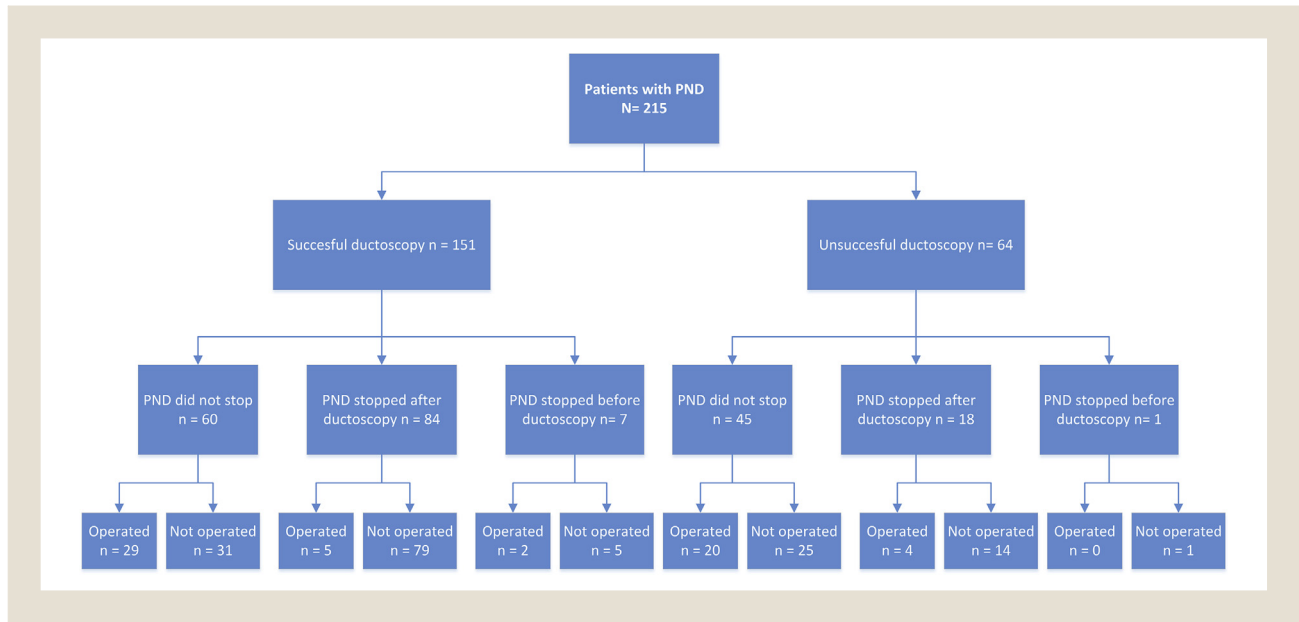 Patients with PND
N= 215
Succesful ductoscopy n = 151
Unsuccesful ductoscopy n= 64
PND did not stop
n = 60
PND stopped after
ductoscopy n = 84
PND stopped before
ductoscopy n= 7
PND did not stop
n = 45
PND stopped after
ductoscopy n = 18
PND stopped before
ductoscopy n= 1
Operated
n = 29
Not operated
n = 31
Operated
n = 5
Not operated
n = 79
Operated
n = 2
Not operated
n = 5
Operated
n = 20
Not operated
n = 25
Operated
n = 4
Not operated
n = 14
Operated
n = 0
Not operated
n = 1